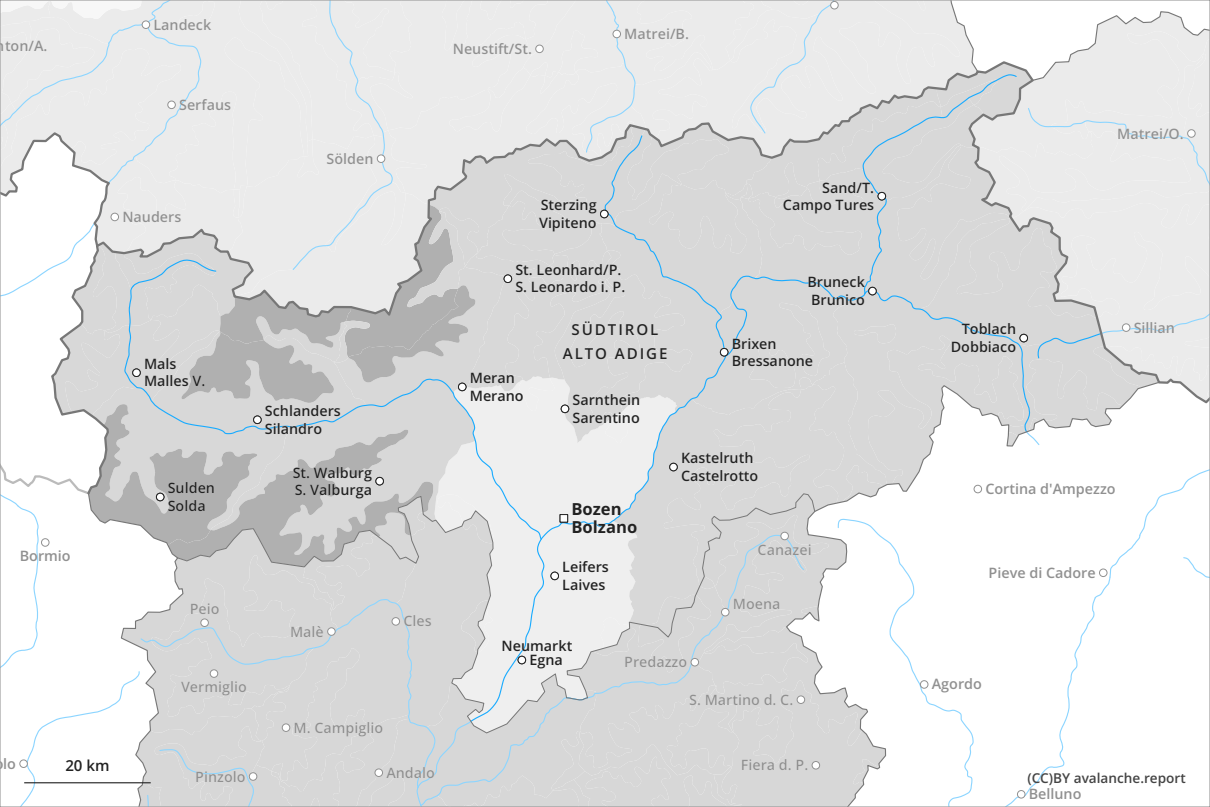 Landeck
nton/A.
Neustift/St.
Matrei/B.
Serfaus
Matrei/O.
Sölden
Nauders
Sand/T.
Campo Tures
Sterzing
Vipiteno
St. Leonhard/P.
S. Leonardo i. P.
Bruneck
Brunico
SÜDTIROL
ALTO ADIGE
Toblach
Dobbiaco
Sillian
Brixen
Bressanone
Mals
Malles V.
Meran
Merano
Sarnthein
Sarentino
Schlanders
Silandro
Kastelruth
Castelrotto
St. Walburg
S. Valburga
Sulden
Solda
Cortina d'Ampezzo
Bozen
Bolzano
Bormio
Canazei
Leifers
Laives
Pieve di Cadore
Peio
Malè
Cles
Moena
Neumarkt
Egna
Predazzo
Vermiglio
Agordo
S. Martino d. C.
M. Campiglio
olo
20 km
Pinzolo
Andalo
Fiera d. P.
(CC)BY avalanche.report
Belluno